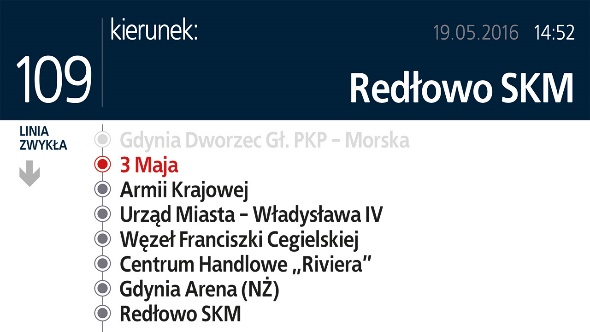 109
kierunek:
19.05.2016 14:52
Redłowo SKM
LINIA
ZWYKŁA
Gdynia Dworzec Gł. PKP – Morska
3 Maja
Armii Krajowej
Urząd Miasta – Władysława IV
Węzeł Franciszki Cegielskiej
Centrum Handlowe „Riviera”
Gdynia Arena (NŻ)
Redłowo SKM